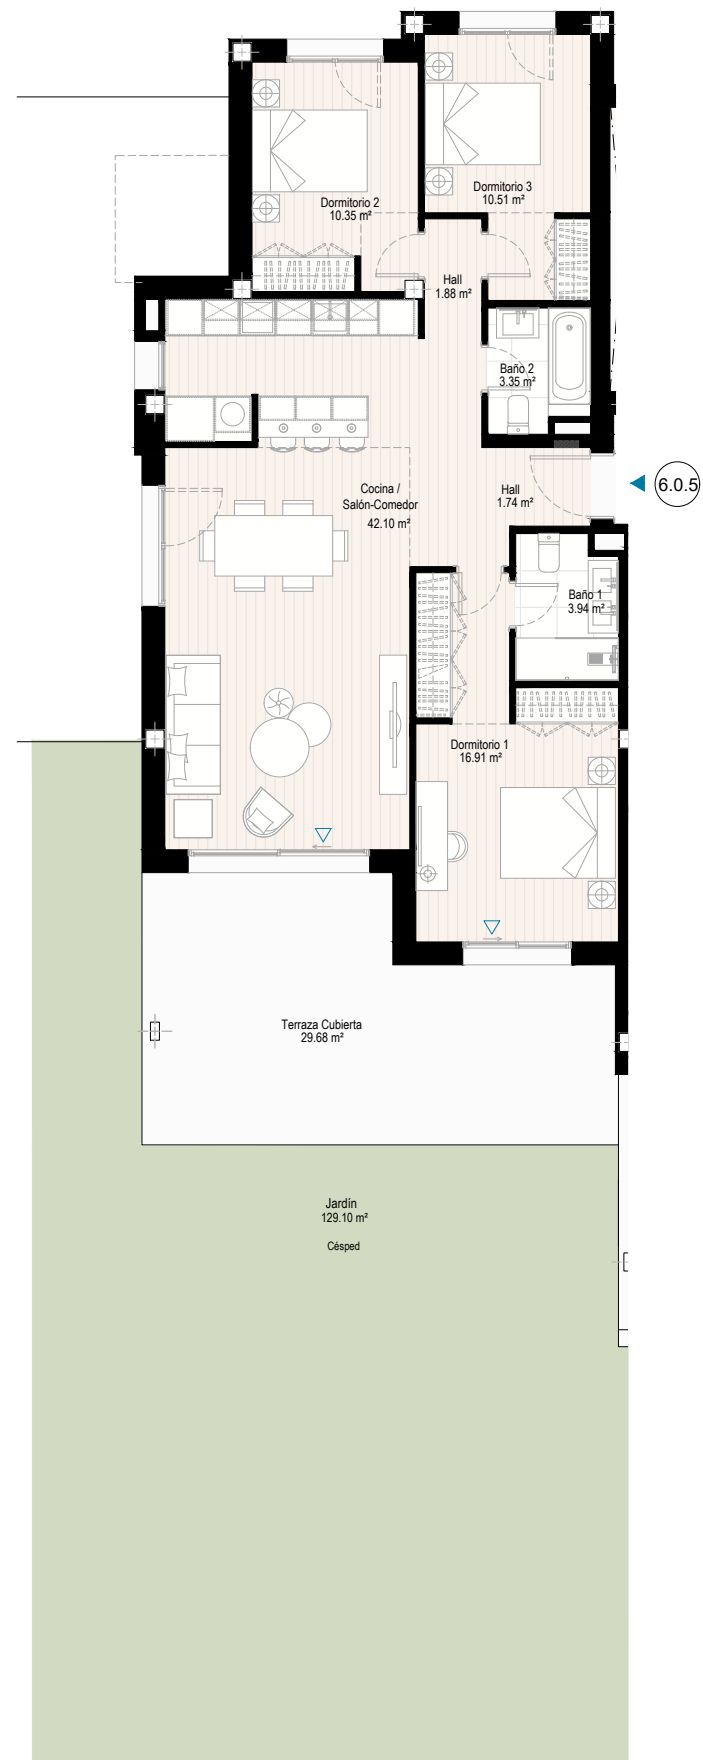 Dormitorio 3
10.51 m²
Dormitorio 2
10.35 m²
Hall
1.88 m²
Baño 2
3.35 m²
Cocina /
Salón-Comedor
42.10 m²
Hall
1.74 m²
6.0.5
Baño 1
3.94 m²
Dormitorio 1
16.91 m²
Terraza Cubierta
29.68 m²
Jardín
129.10 m²
Césped